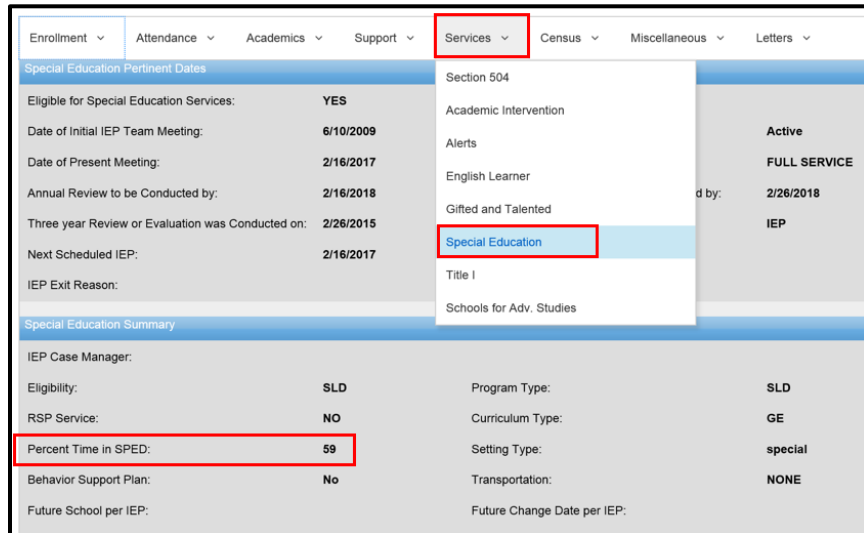 Enrollment Attendance Academics Support Services Census Miscellaneous Letters
Special Education Pertinent Dates
Section 504
Eligible for Special Education Services: YES
Academic Intervention
Date of Initial IEP Team Meeting: 6/10/2009 Active
Alerts
Date of Present Meeting: 2/16/2017 FULL SERVICE
English Learner
Annual Review to be Conducted by: 2/16/2018 d by: 2/26/2018
Gifted and Talented
Three year Review or Evaluation was Conducted on: 2/26/2015 IEP
Special Education
Next Scheduled IEP: 2/16/2017
Title I
IEP Exit Reason:
Schools for Adv. Studies
Special Education Summary
IEP Case Manager:
Eligibility: SLD Program Type: SLD
RSP Service: NO Curriculum Type: GE
Percent Time in SPED: 59 Setting Type: special
Behavior Support Plan: No Transportation: NONE
Future School per IEP: Future Change Date per IEP: